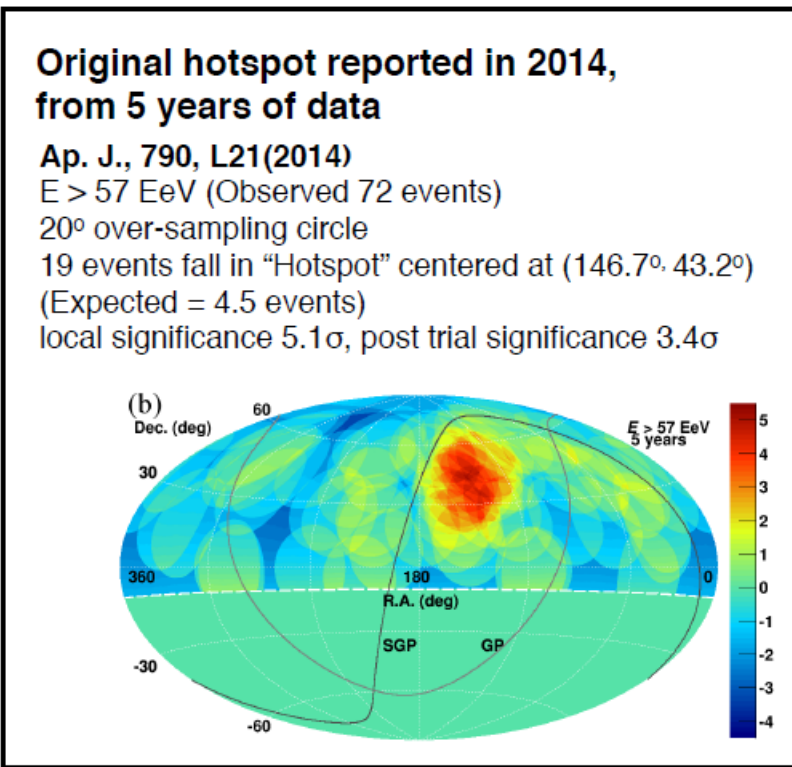 Original hotspot reported in 2014,
from 5 years of data
Ap. J., 790, L21(2014)
E > 57 EeV (Observed 72 events)
20º over-sampling circle
19 events fall in “Hotspot” centered at (146.7º, 43.2º)
(Expected = 4.5 events)
local significance 5.1σ, post trial significance 3.4σ
(b)
60
Dec. (deg)
E > 57 EeV
5 years
30
360
180
0
R.A. (deg)
SGP
GP
-30
-60
5
4
3
2
1
0
-1
-2
-3
-4